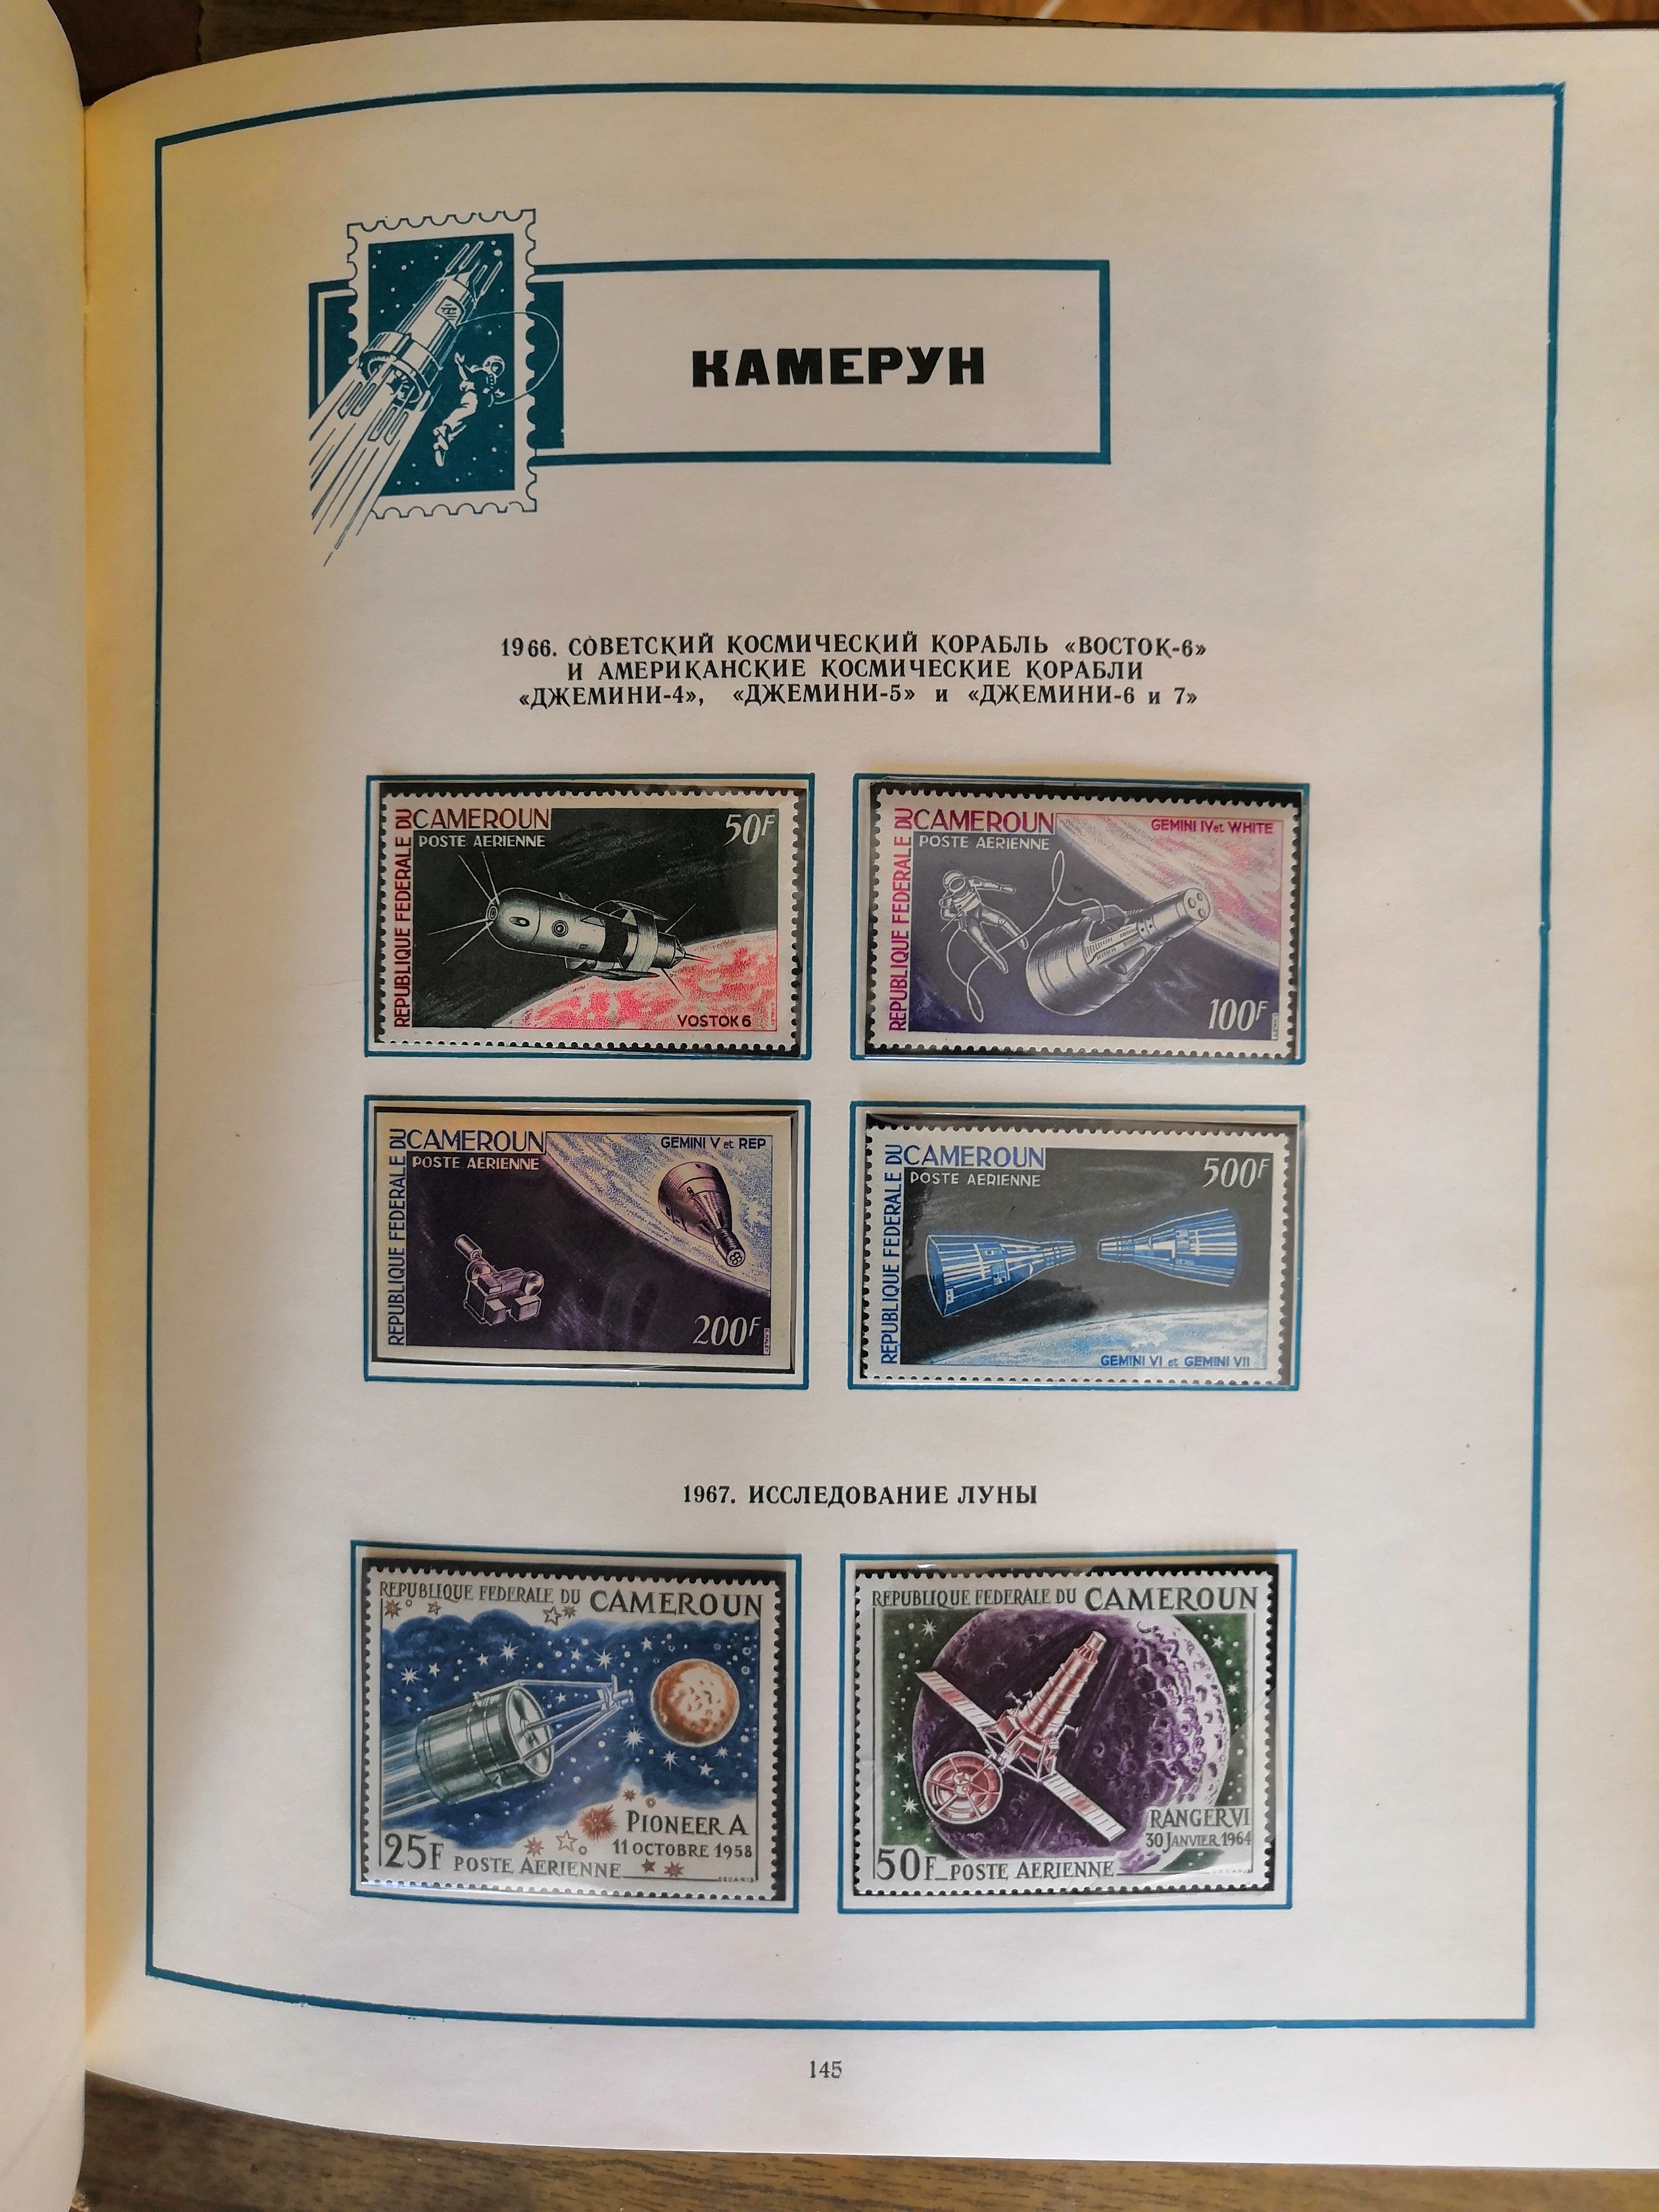 КАМЕРУН
1966. СОВЕТСКИЙ КОСМИЧЕСКИЙ КОРАБЛЬ «ВОСТОК-6»
И АМЕРИКАНСКИЕ КОСМИЧЕСКИЕ КОРАБЛИ
«ДЖЕМИНИ-4», «ДЖЕМИНИ-5» и «ДЖЕМИНИ-6 и 7»
REPUBLIQUE FEDERALE DU
CAMEROUN
50F
POSTE AERIENNE
VOSTOK 6
REPUBLIQUE FEDERALE DU
CAMEROUN
GEMINI IV et WHITE
POSTE AERIENNE
100F
REPUBLIQUE FEDERALE DU
CAMEROUN
GEMINI V et REP
POSTE AERIENNE
200F
REPUBLIQUE FEDERALE DU
CAMEROUN
500F
POSTE AERIENNE
GEMINI VI et GEMINI VII
1967. ИССЛЕДОВАНИЕ ЛУНЫ
REPUBLIQUE FEDERALE DU CAMEROUN
PIONEER A
11 OCTOBRE 1958
25F POSTE AERIENNE
DECARIS
REPUBLIQUE FEDERALE DU CAMEROUN
RANGER VI
30 JANVIER 1964
50F POSTE AERIENNE
DECARIS
145